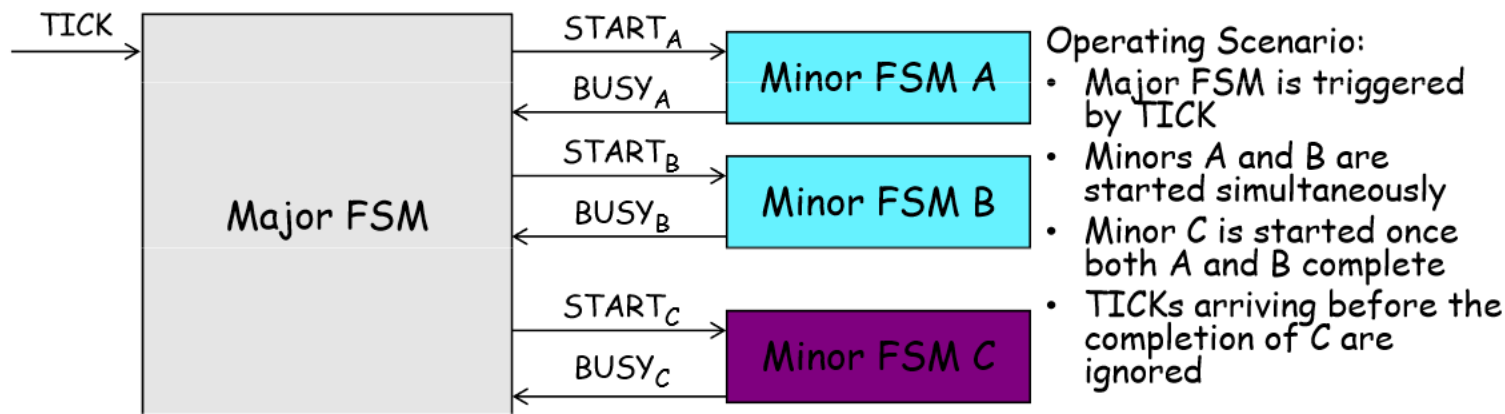 TICK
Major FSM
START_A
BUSY_A
Minor FSM A
START_B
BUSY_B
Minor FSM B
START_C
BUSY_C
Minor FSM C
Operating Scenario:
• Major FSM is triggered
by TICK
• Minors A and B are
started simultaneously
• Minor C is started once
both A and B complete
• TICKs arriving before the
completion of C are
ignored